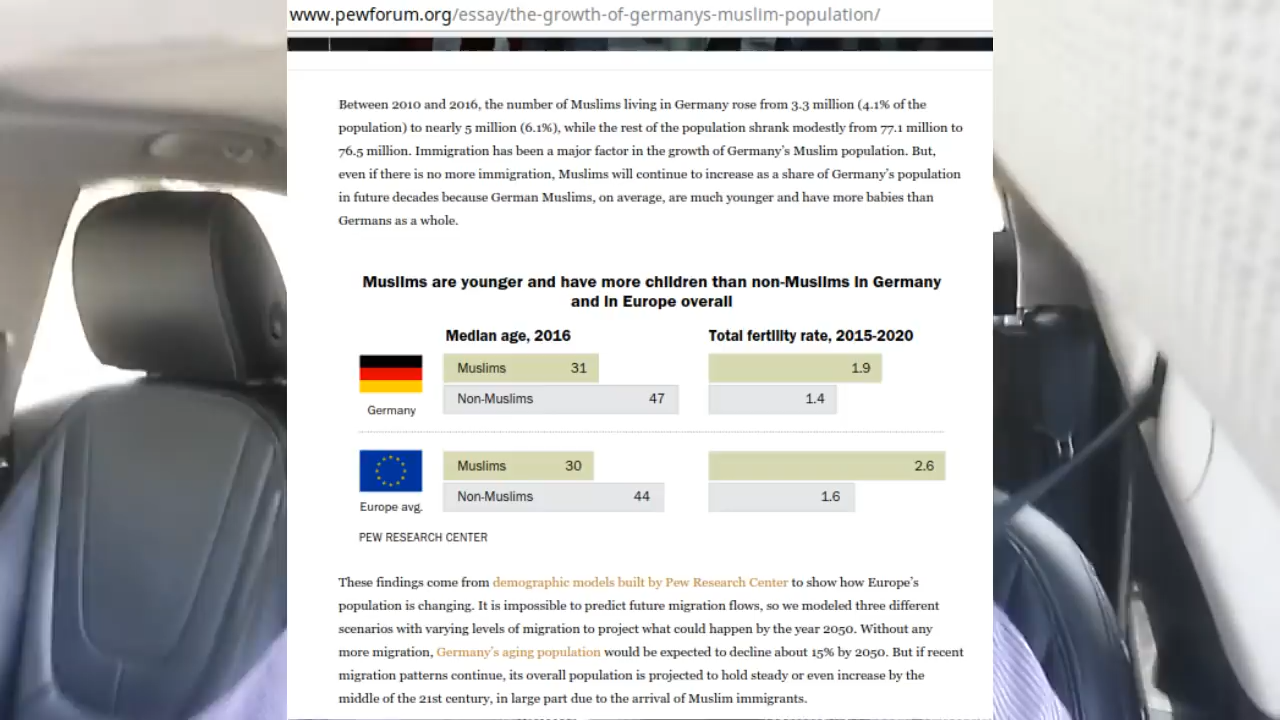 www.pewforum.org/essay/the-growth-of-germanys-muslim-population/
Between 2010 and 2016, the number of Muslims living in Germany rose from 3.3 million (4.1% of the
population) to nearly 5 million (6.1%), while the rest of the population shrank modestly from 77.1 million to
76.5 million. Immigration has been a major factor in the growth of Germany's Muslim population. But,
even if there is no more immigration, Muslims will continue to increase as a share of Germany's population
in future decades because German Muslims, on average, are much younger and have more babies than
Germans as a whole.
Muslims are younger and have more children than non-Muslims in Germany
and in Europe overall
Median age, 2016
Total fertility rate, 2015-2020
Germany
Muslims 31
1.9
Non-Muslims 47
1.4
Europe avg.
Muslims 30
2.6
Non-Muslims 44
1.6
PEW RESEARCH CENTER
These findings come from demographic models built by Pew Research Center to show how Europe's
population is changing. It is impossible to predict future migration flows, so we modeled three different
scenarios with varying levels of migration to project what could happen by the year 2050. Without any
more migration, Germany's aging population would be expected to decline about 15% by 2050. But if recent
migration patterns continue, its overall population is projected to hold steady or even increase by the
middle of the 21st century, in large part due to the arrival of Muslim immigrants.